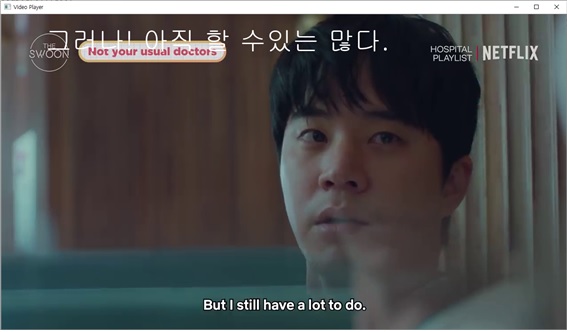 Video Player
그러나! 아직 할 수있는 많다.
THE SWOON
Not your usual doctors
HOSPITAL
PLAYLIST
NETFLIX
But I still have a lot to do.